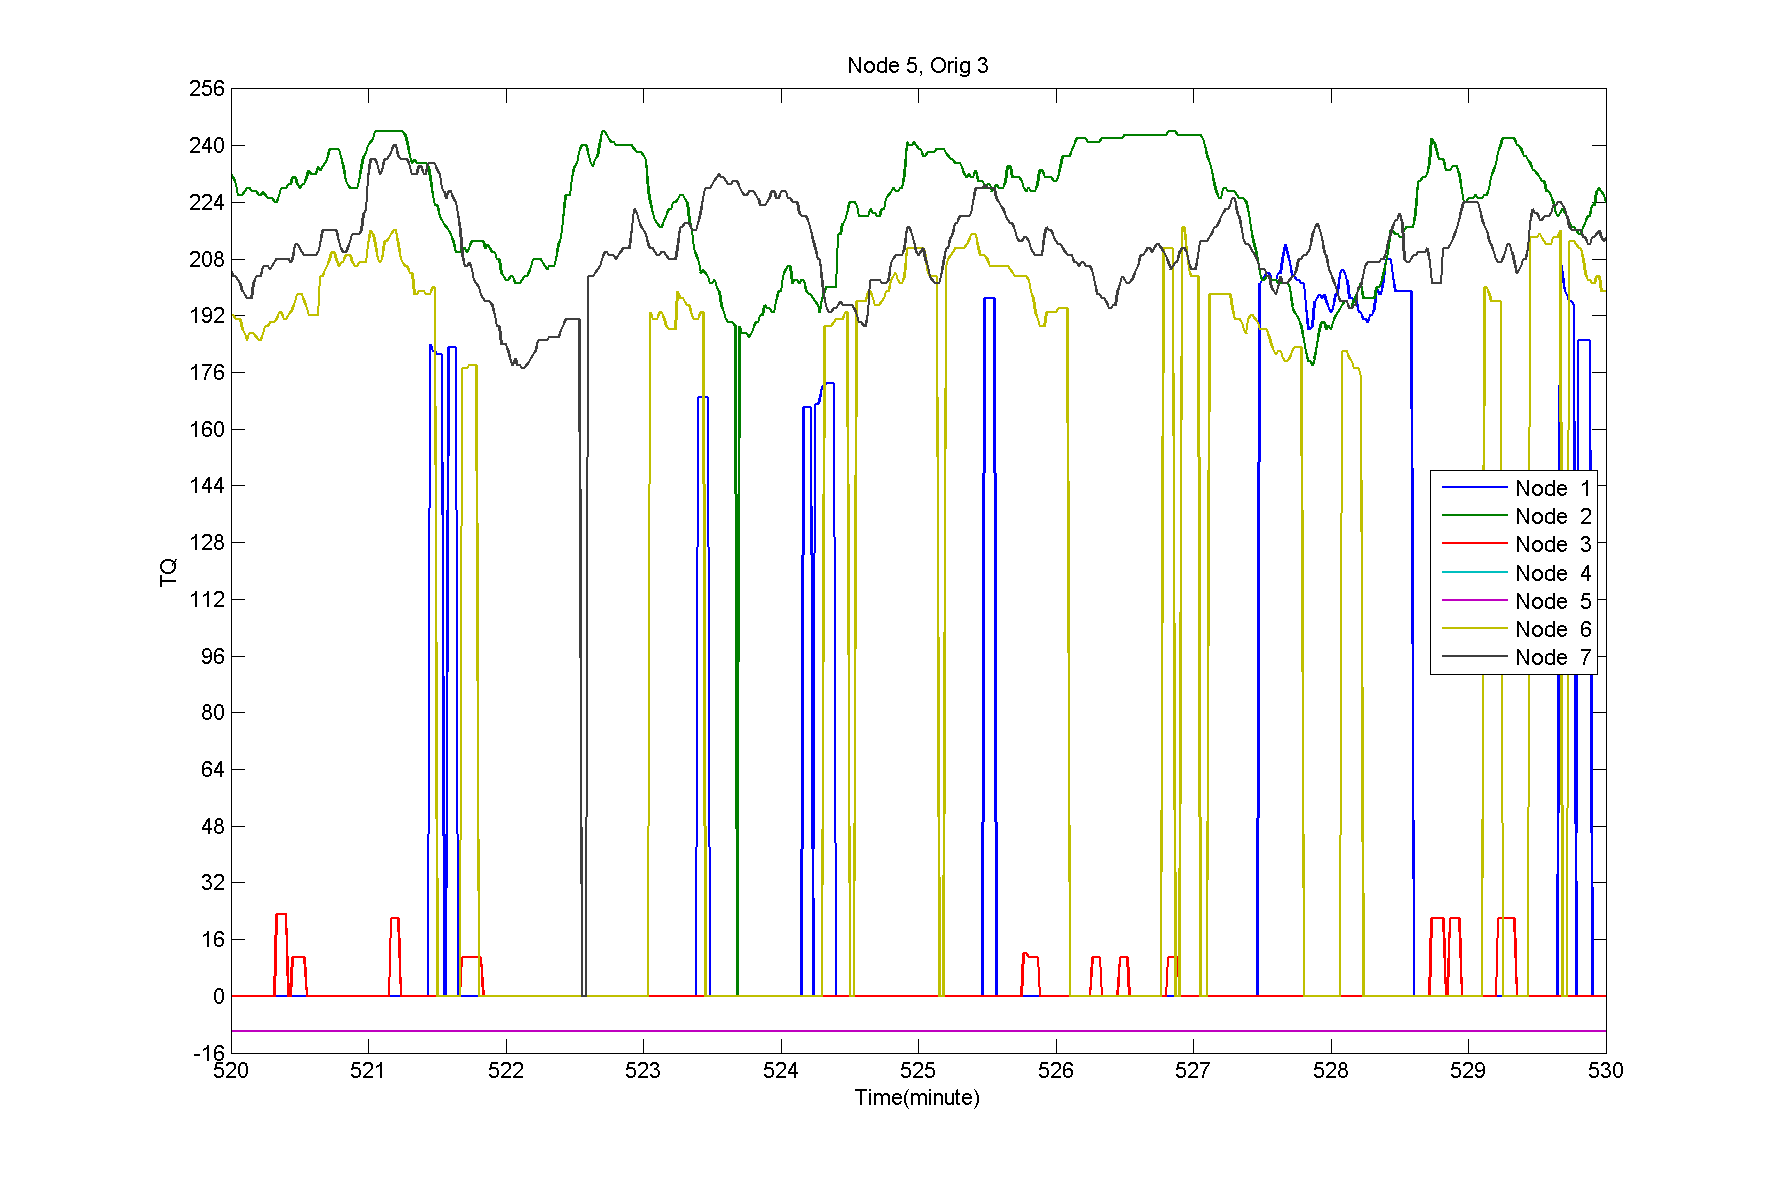 Node 5, Orig 3
256
240
224
208
192
176
160
144
128
112
96
80
64
48
32
16
0
-16
TQ
Node 1
Node 2
Node 3
Node 4
Node 5
Node 6
Node 7
520 521 522 523 524 525 526 527 528 529 530
Time(minute)